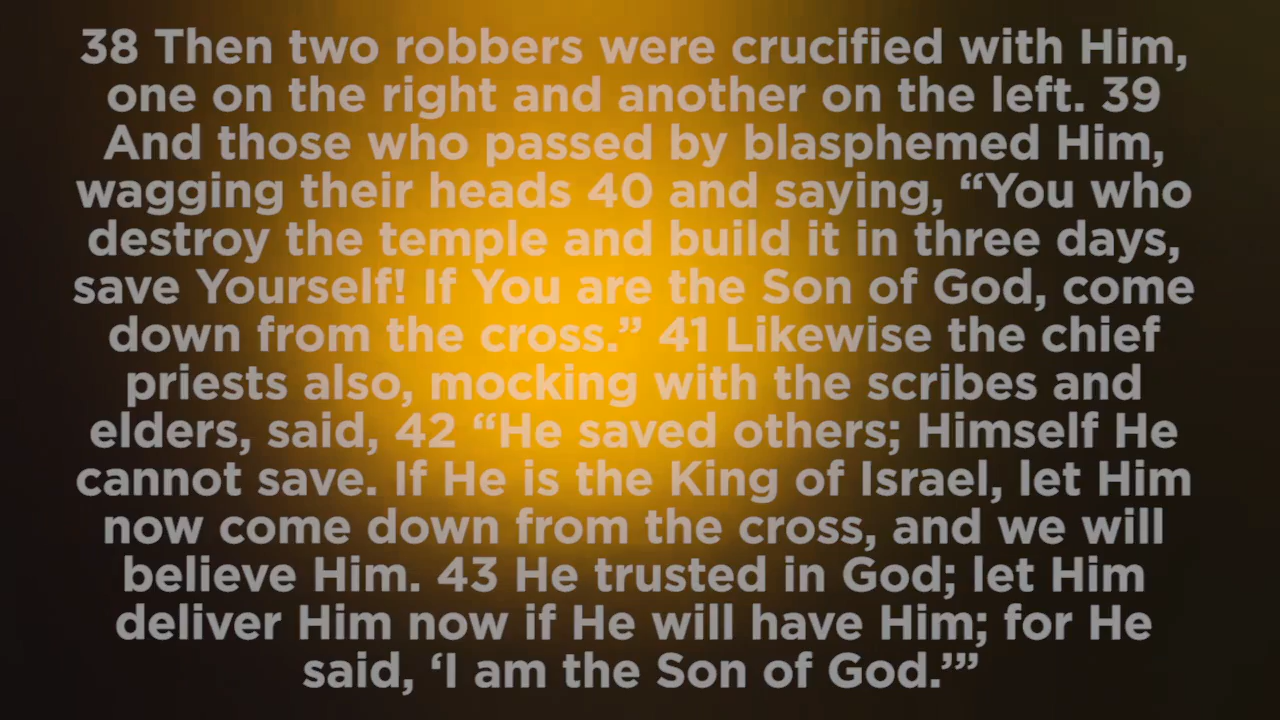 38 Then two robbers were crucified with Him,
one on the right and another on the left. 39
And those who passed by blasphemed Him,
wagging their heads 40 and saying, “You who
destroy the temple and build it in three days,
save Yourself! If You are the Son of God, come
down from the cross.” 41 Likewise the chief
priests also, mocking with the scribes and
elders, said, 42 “He saved others; Himself He
cannot save. If He is the King of Israel, let Him
now come down from the cross, and we will
believe Him. 43 He trusted in God; let Him
deliver Him now if He will have Him; for He
said, ‘I am the Son of God.’”